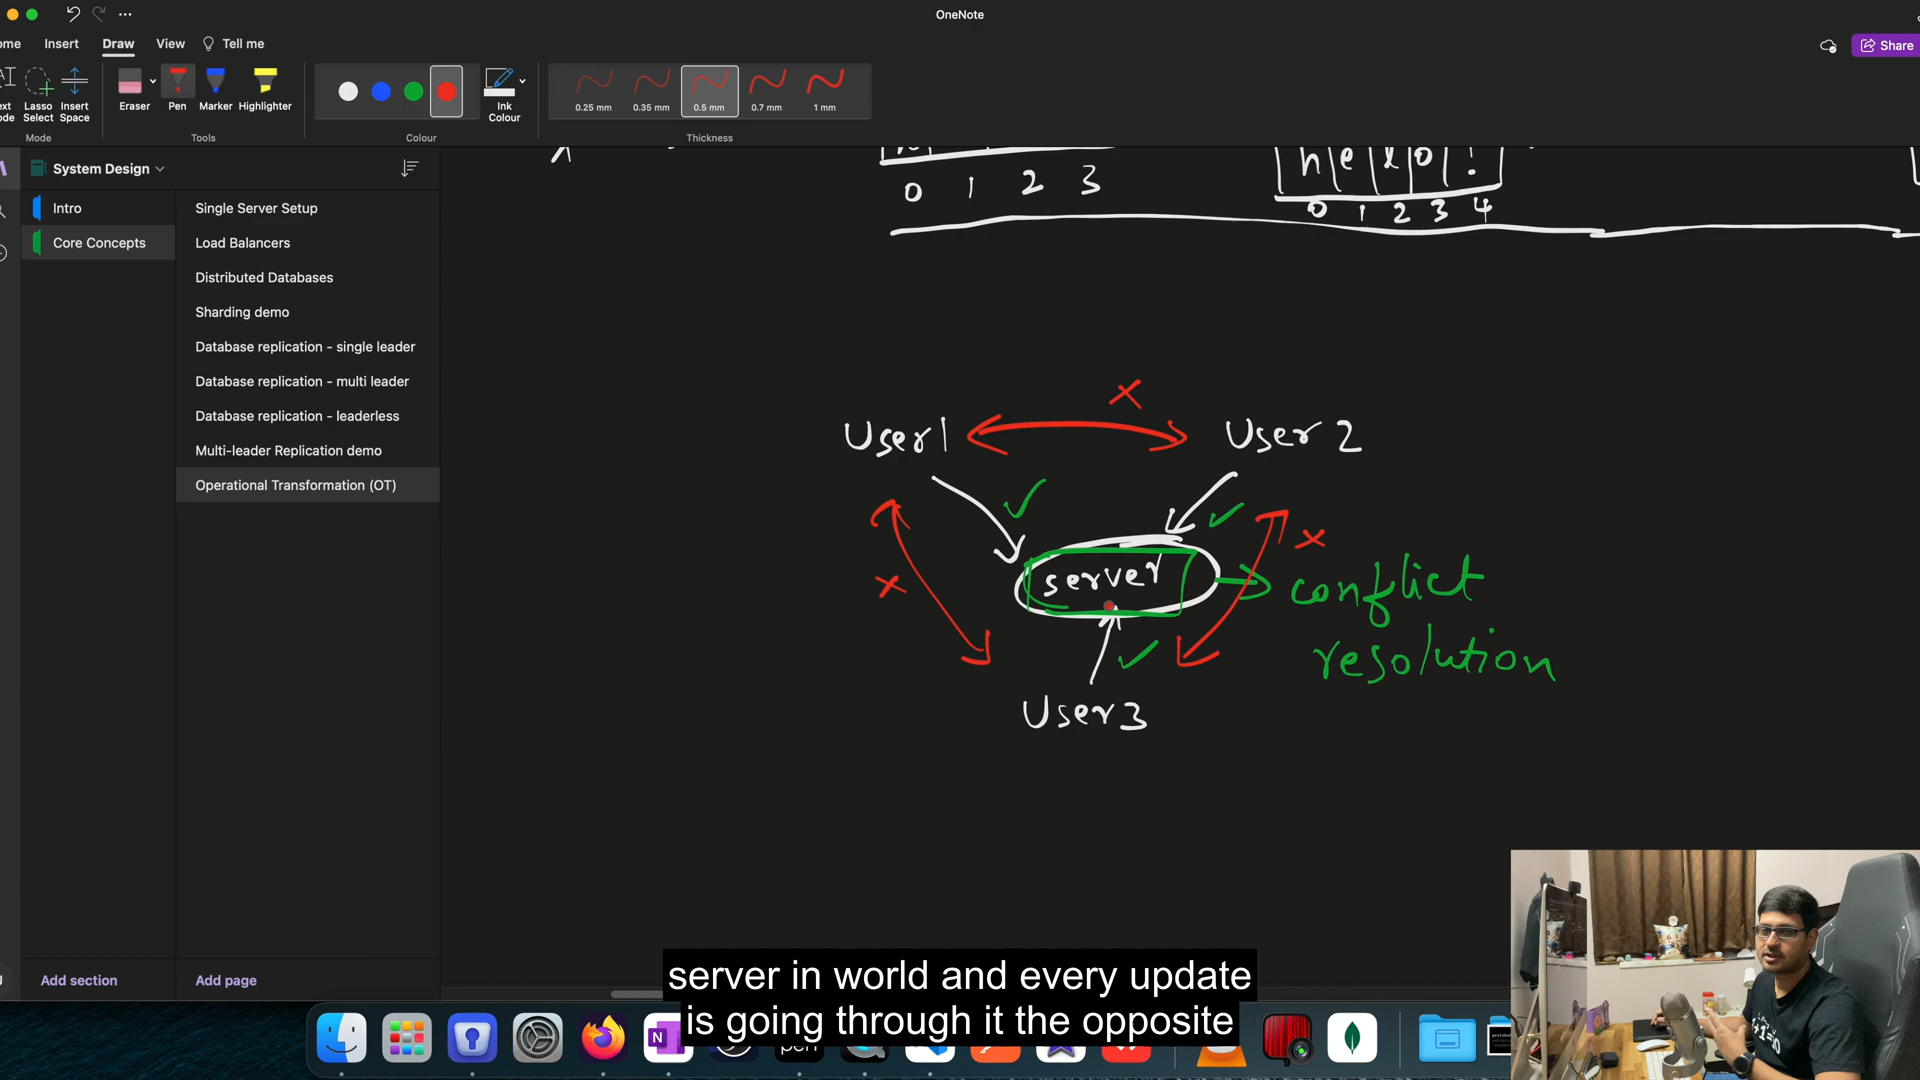 OneNote
ome Insert Draw View Tell me
Share
Lasso Select
Insert Space
Eraser
Pen
Marker
Highlighter
Ink Colour
0.25 mm
0.35 mm
0.5 mm
0.7 mm
1 mm
Mode
Tools
Colour
Thickness
System Design
Intro
Core Concepts
Single Server Setup
Load Balancers
Distributed Databases
Sharding demo
Database replication - single leader
Database replication - multi leader
Database replication - leaderless
Multi-leader Replication demo
Operational Transformation (OT)
Add section
Add page
0 1 2 3
h e l o !
0 1 2 3 4
User 1
User 2
server
conflict
resolution
User 3
server in world and every update
is going through it the opposite